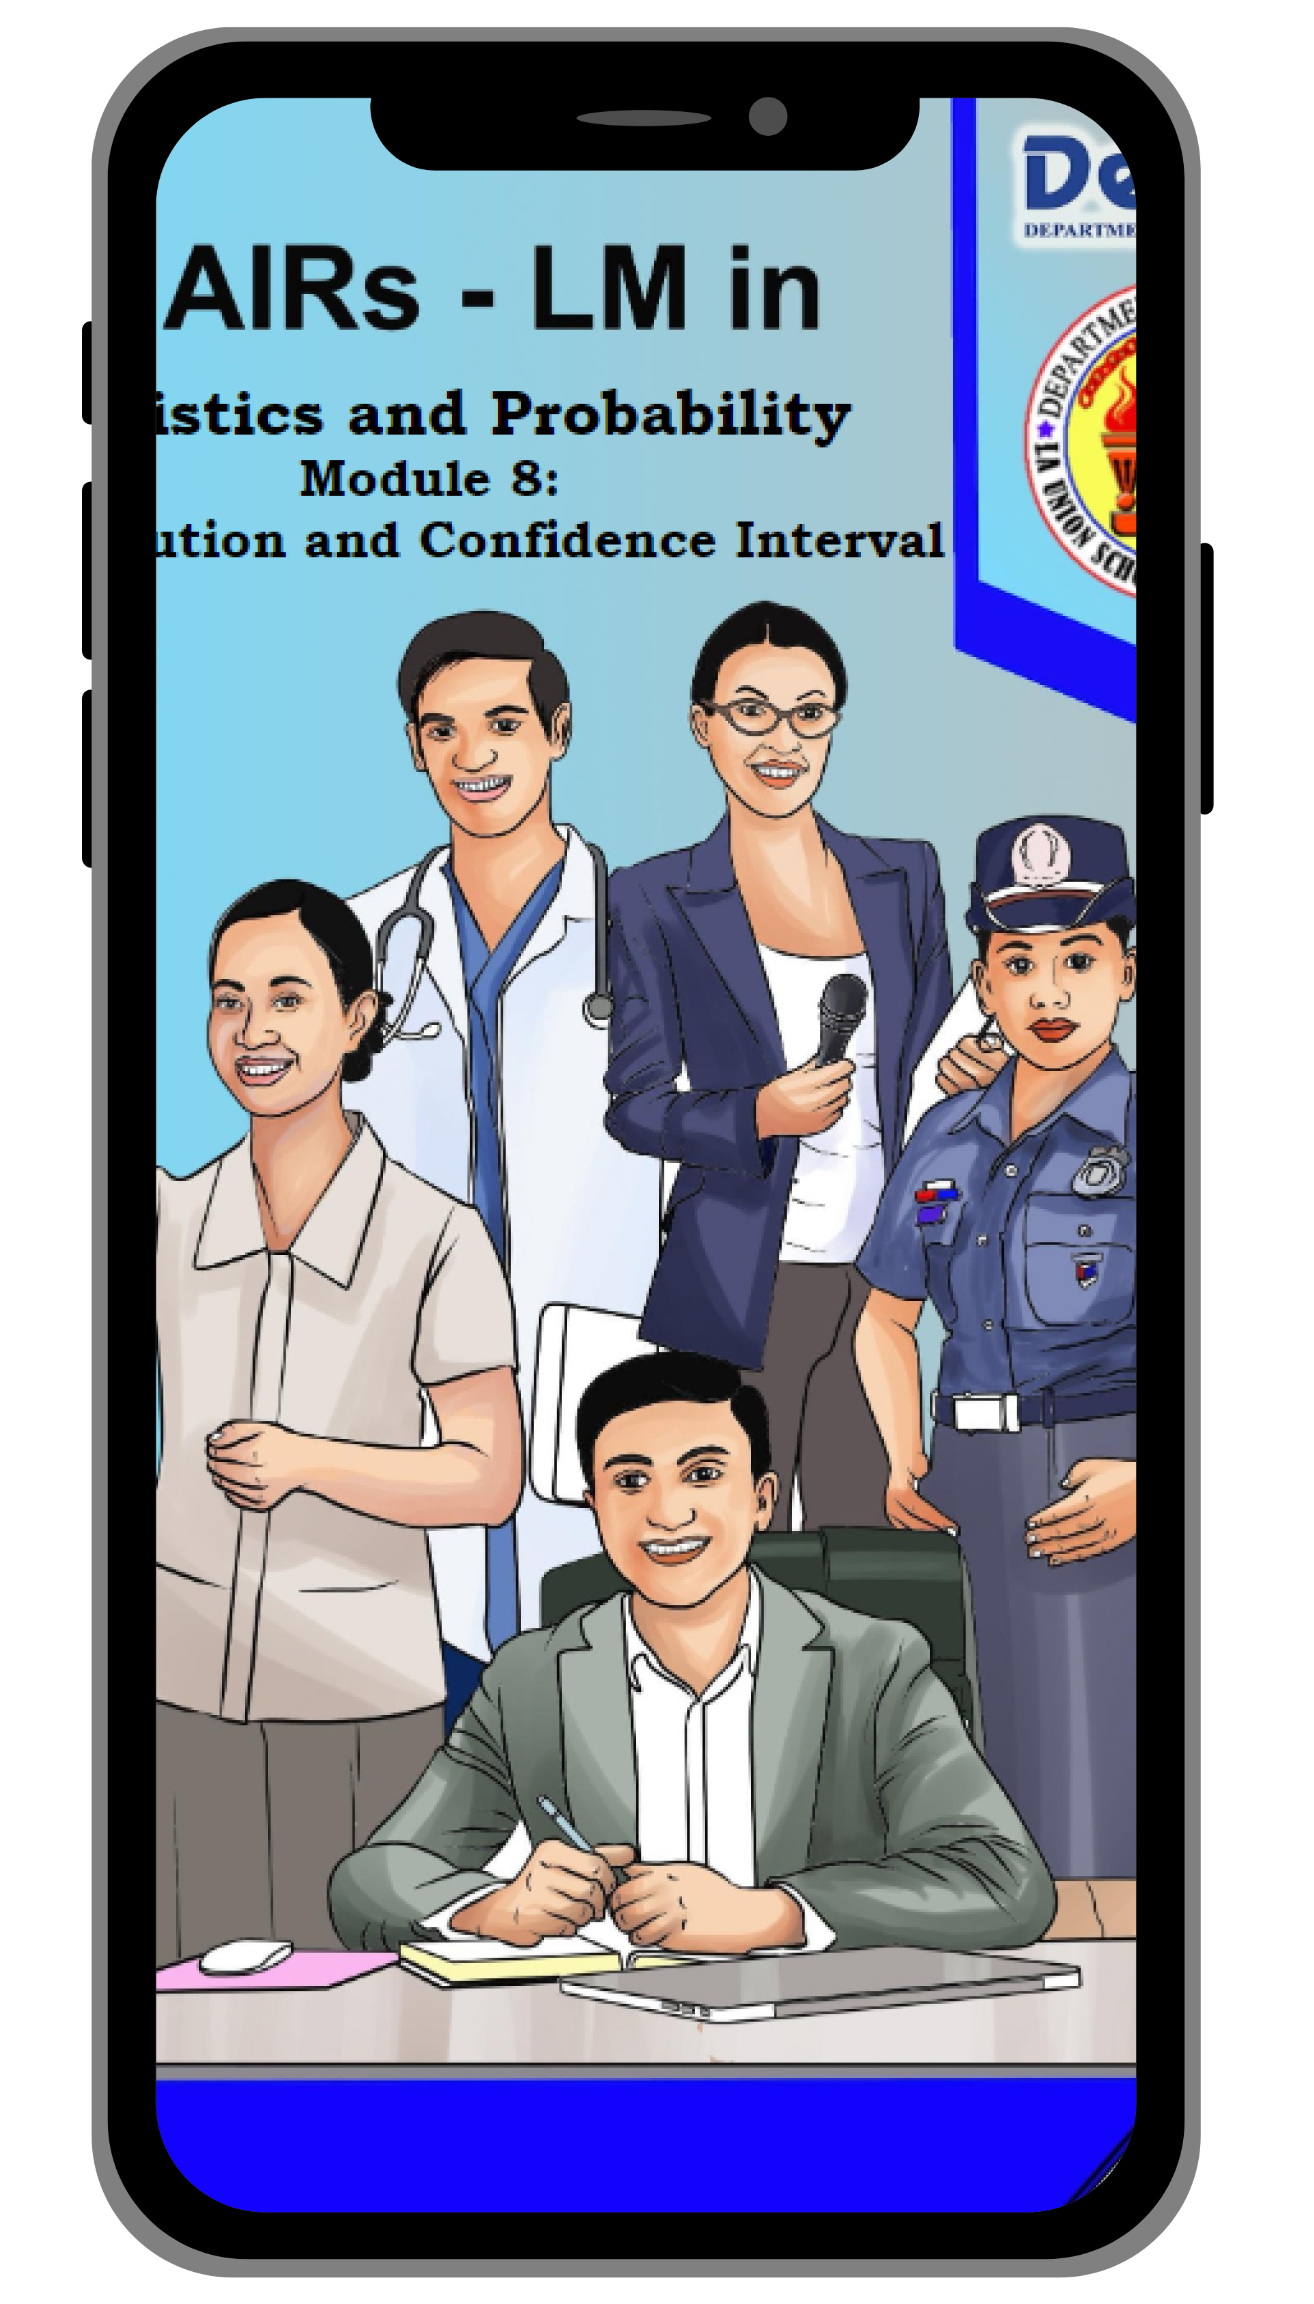 AIRs - LM in
istics and Probability
Module 8:
ution and Confidence Interval
De
DEPARTME
DEPARTME
LA UNION SCH